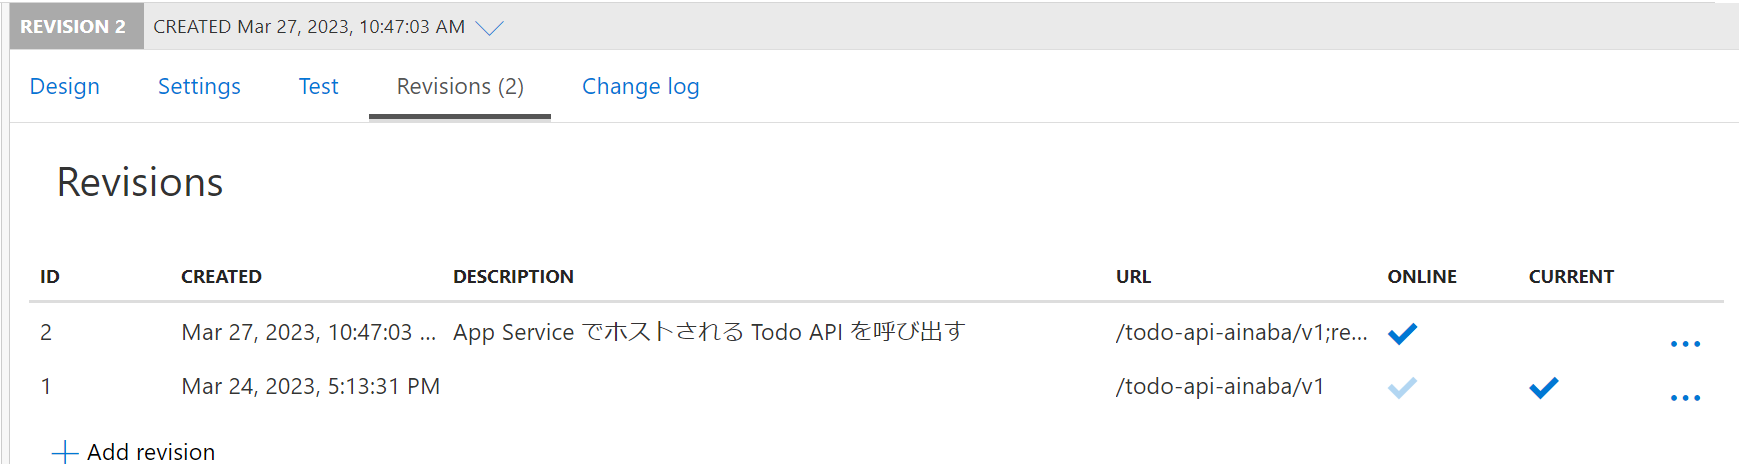 REVISION 2 CREATED Mar 27, 2023, 10:47:03 AM
Design Settings Test Revisions (2) Change log
Revisions
ID CREATED DESCRIPTION URL ONLINE CURRENT
2 Mar 27, 2023, 10:47:03 ... App Service でホストされる Todo API を呼び出す /todo-api-ainaba/v1;re...
1 Mar 24, 2023, 5:13:31 PM /todo-api-ainaba/v1
Add revision